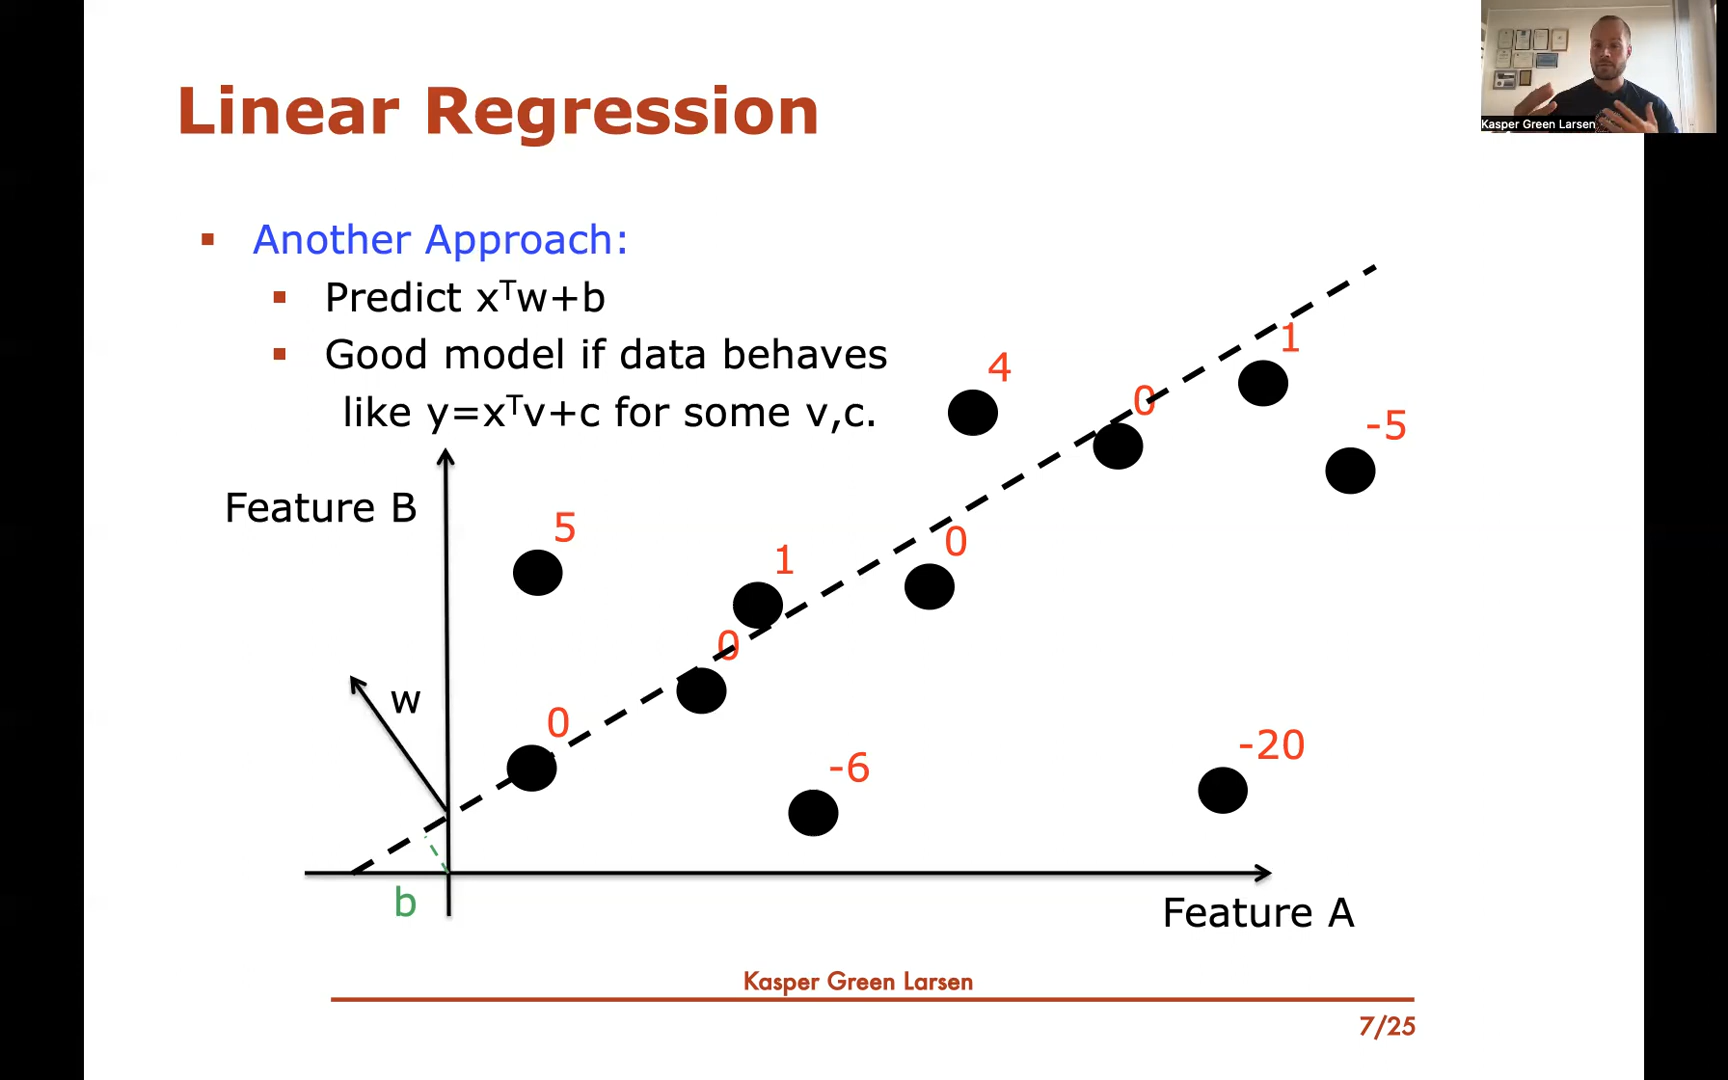 Kasper Green Larsen
Linear Regression
Another Approach:
Predict xᵀw+b
Good model if data behaves
like y=xᵀv+c for some v,c.
4
0
1
-5
Feature B
5
1
0
0
w
0
-6
-20
b
Feature A
Kasper Green Larsen
7/25